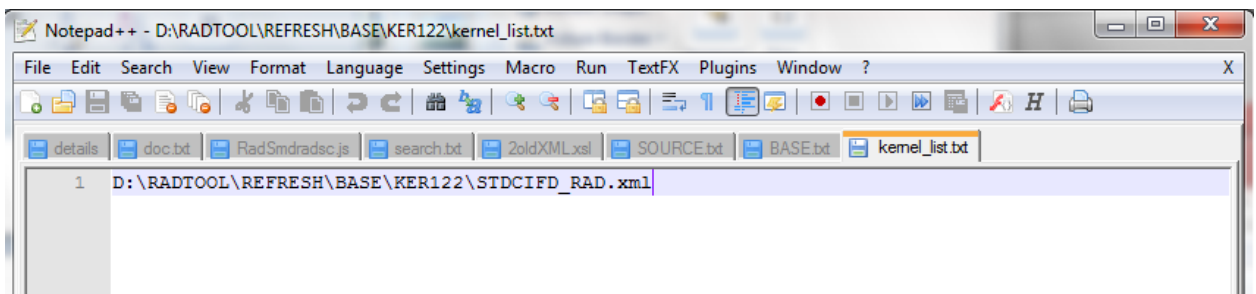 Notepad++ - D:\RADTOOL\REFRESH\BASE\KER122\kernel_list.txt
File Edit Search View Format Language Settings Macro Run TextFX Plugins Window ? X
details doc.txt RadSmdradsc.js search.txt 2oldXML.xsl SOURCE.txt BASE.txt kernel_list.txt
1 D:\RADTOOL\REFRESH\BASE\KER122\STDCIFD_RAD.xml